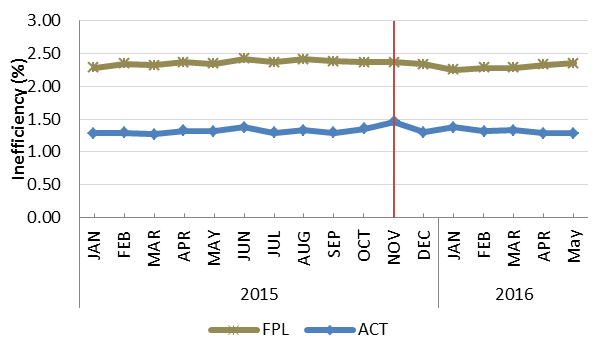 3.00
2.50
2.00
1.50
1.00
0.50
0.00
Inefficiency (%)
JAN FEB MAR APR MAY JUN JUL AUG SEP OCT NOV DEC JAN FEB MAR APR May
2015 2016
FPL ACT